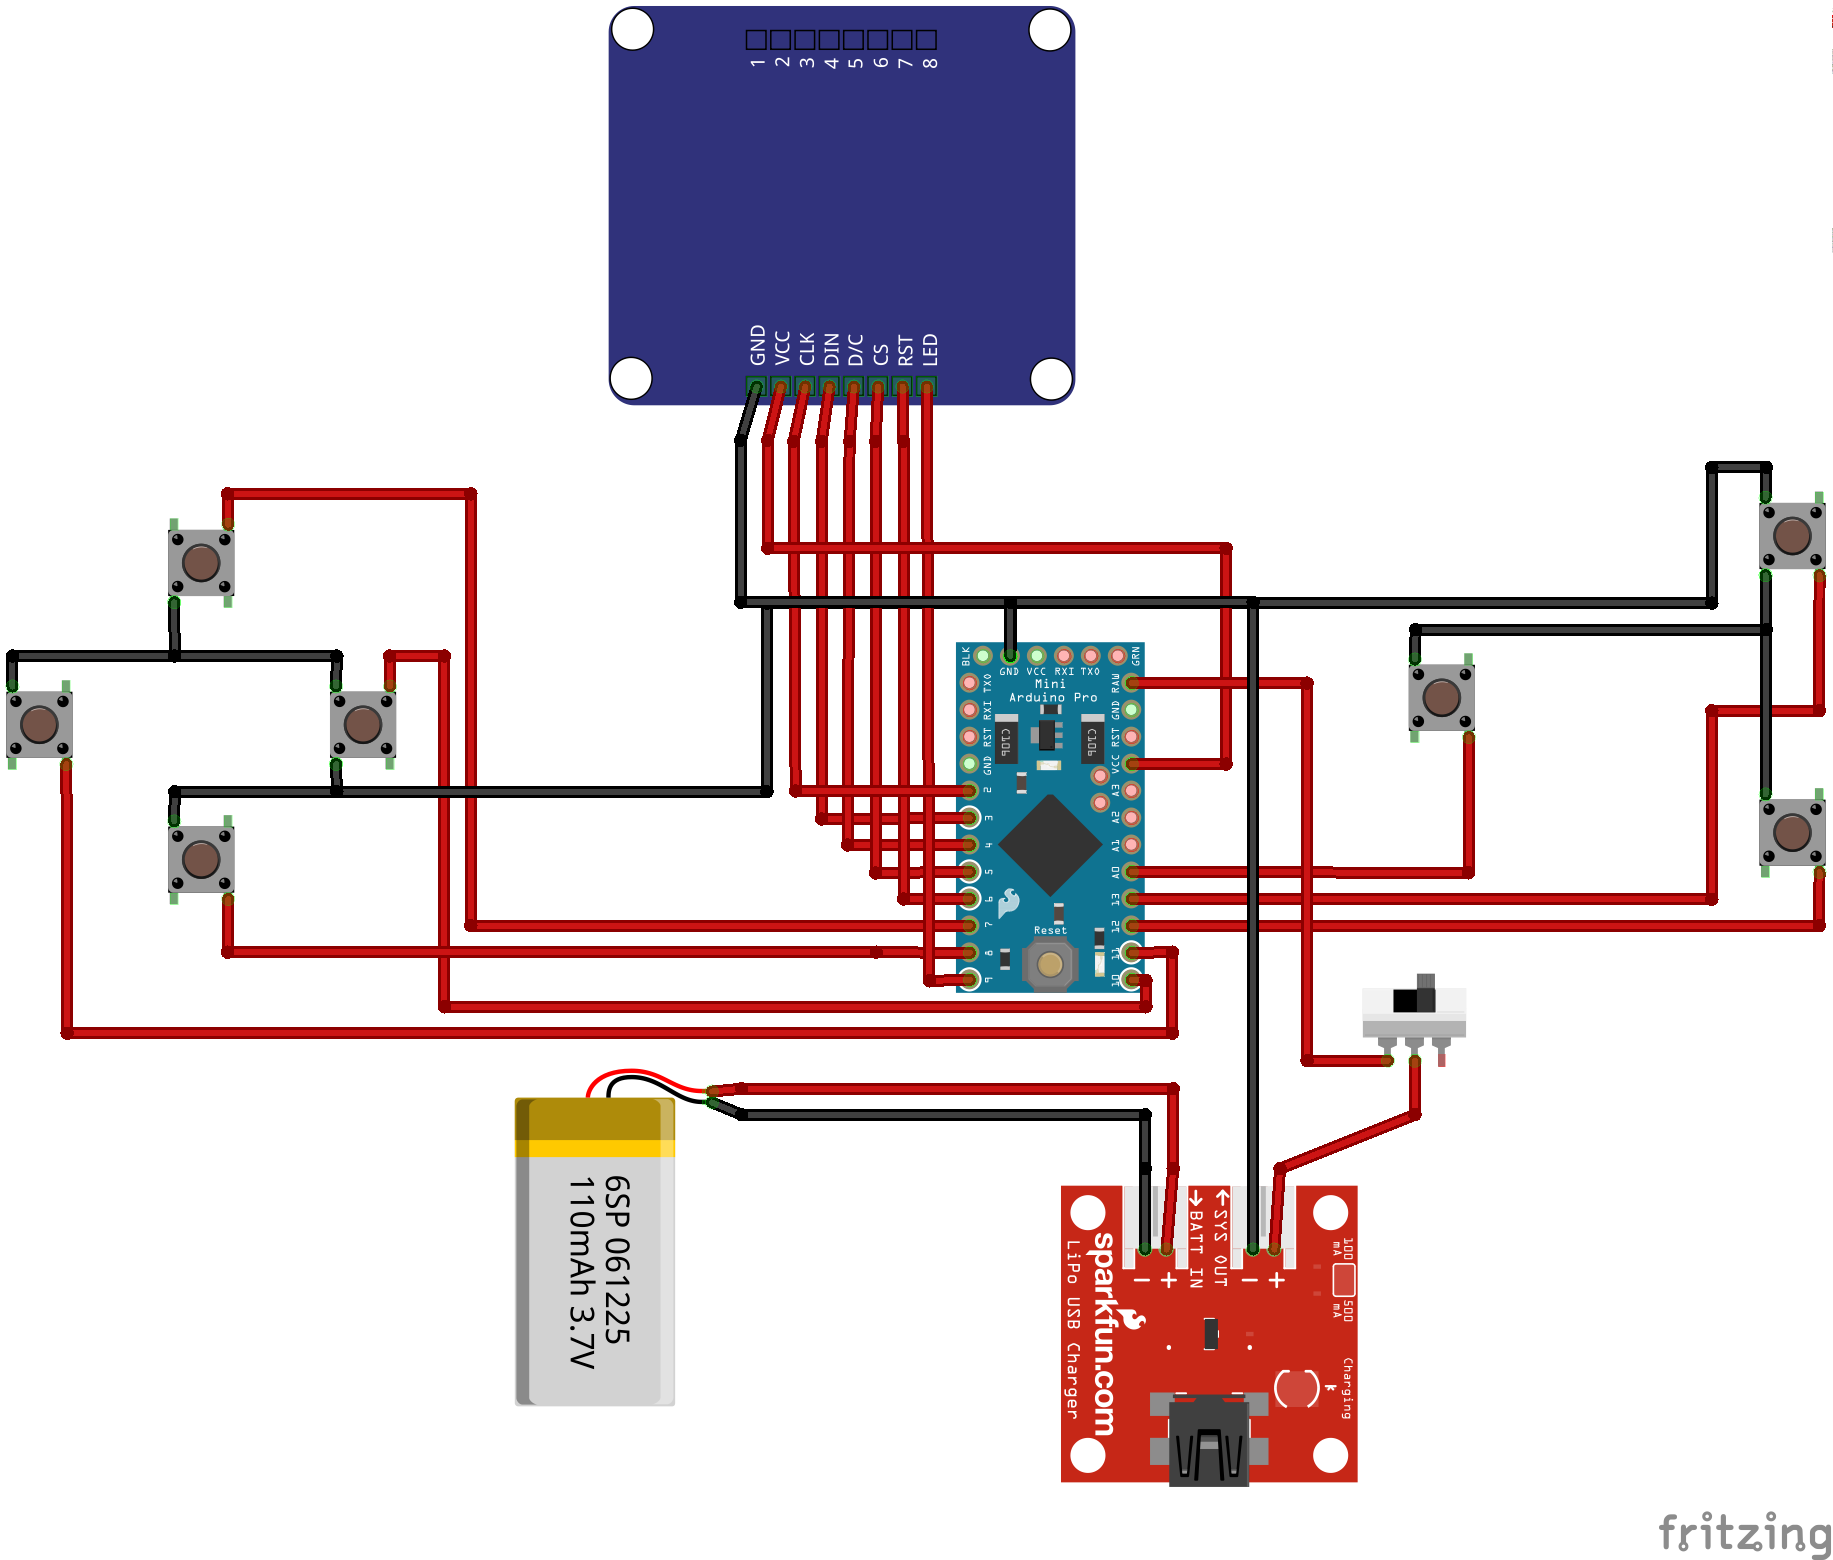 1 2 3 4 5 6 7 8
GND VCC CLK DIN D/C CS RST LED
BLK GND VCC RXI TXO GRN
Mini
Arduino Pro
TXO
RXI
RST
GND
2
3
4
5
6
7
8
9
RAW
GND
RST
VCC
A3
A2
A1
A0
13
12
11
10
C106
C106
Reset
6SP 061225
110mAh 3.7V
BATT IN
SYS OUT
- +
- +
sparkfun.com
LiPo USB Charger
100
mA
500
mA
Charging
fritzing